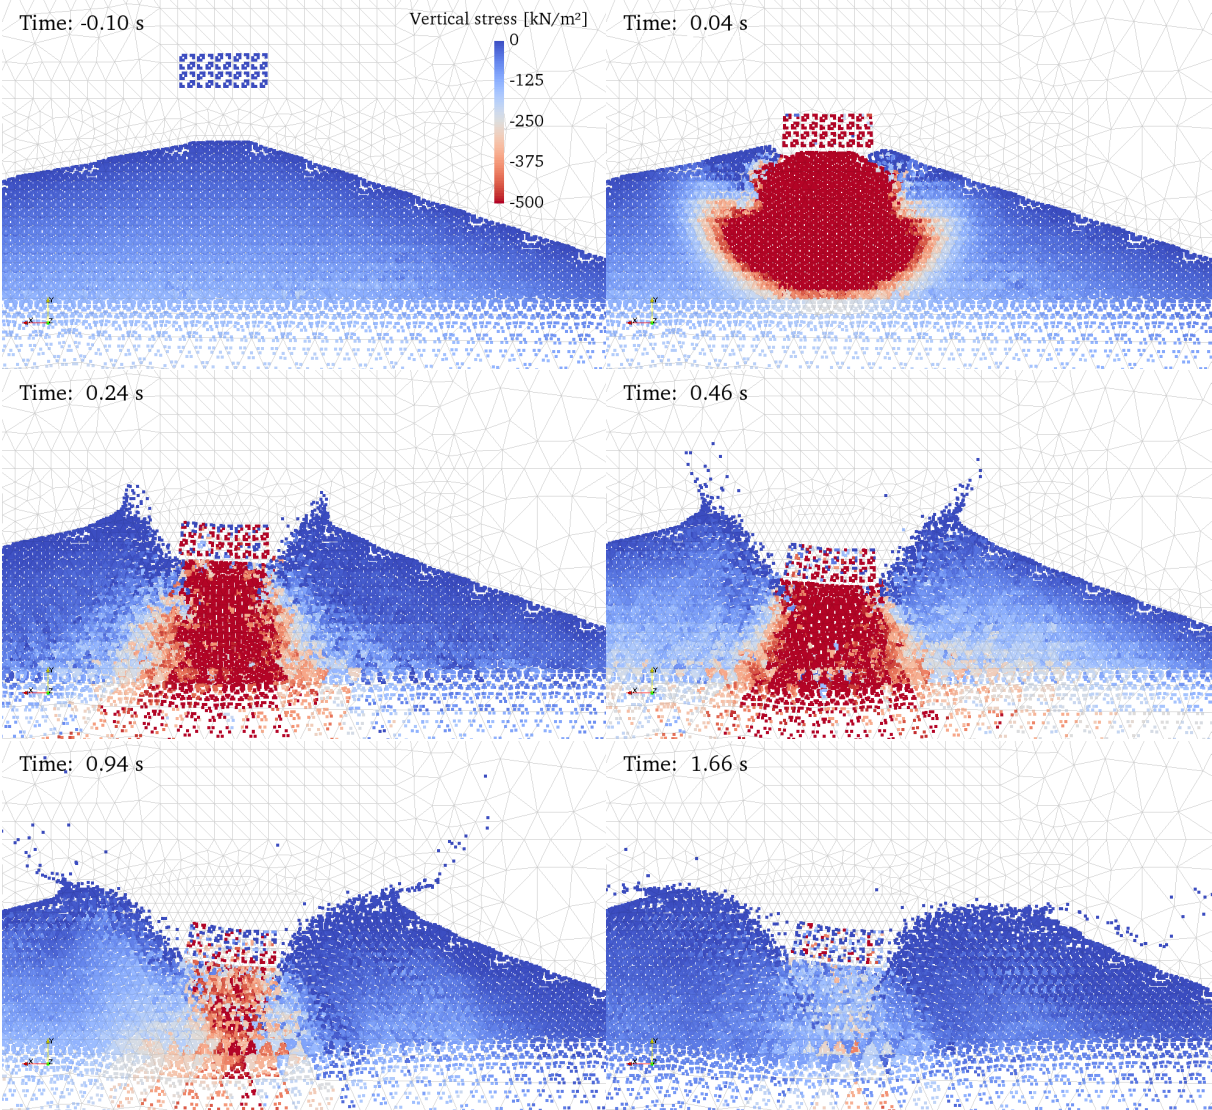 Time: -0.10 s
Vertical stress [kN/m²]
0
-125
-250
-375
-500
Time: 0.04 s
Time: 0.24 s
Time: 0.46 s
Time: 0.94 s
Time: 1.66 s